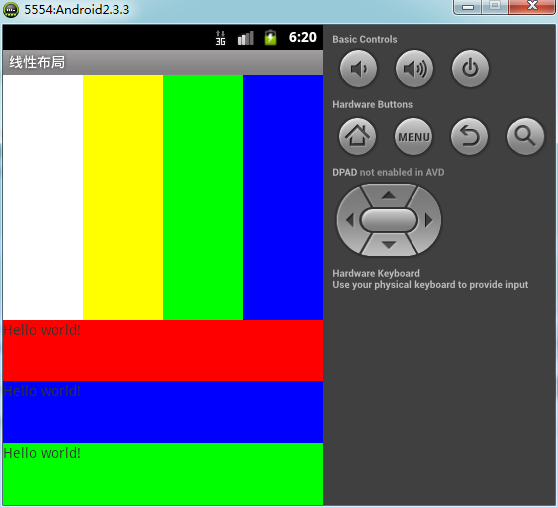 5554:Android2.3.3
3G
6:20
线性布局
Hello world!
Hello world!
Hello world!
Basic Controls
Hardware Buttons
MENU
DPAD not enabled in AVD
Hardware Keyboard
Use your physical keyboard to provide input